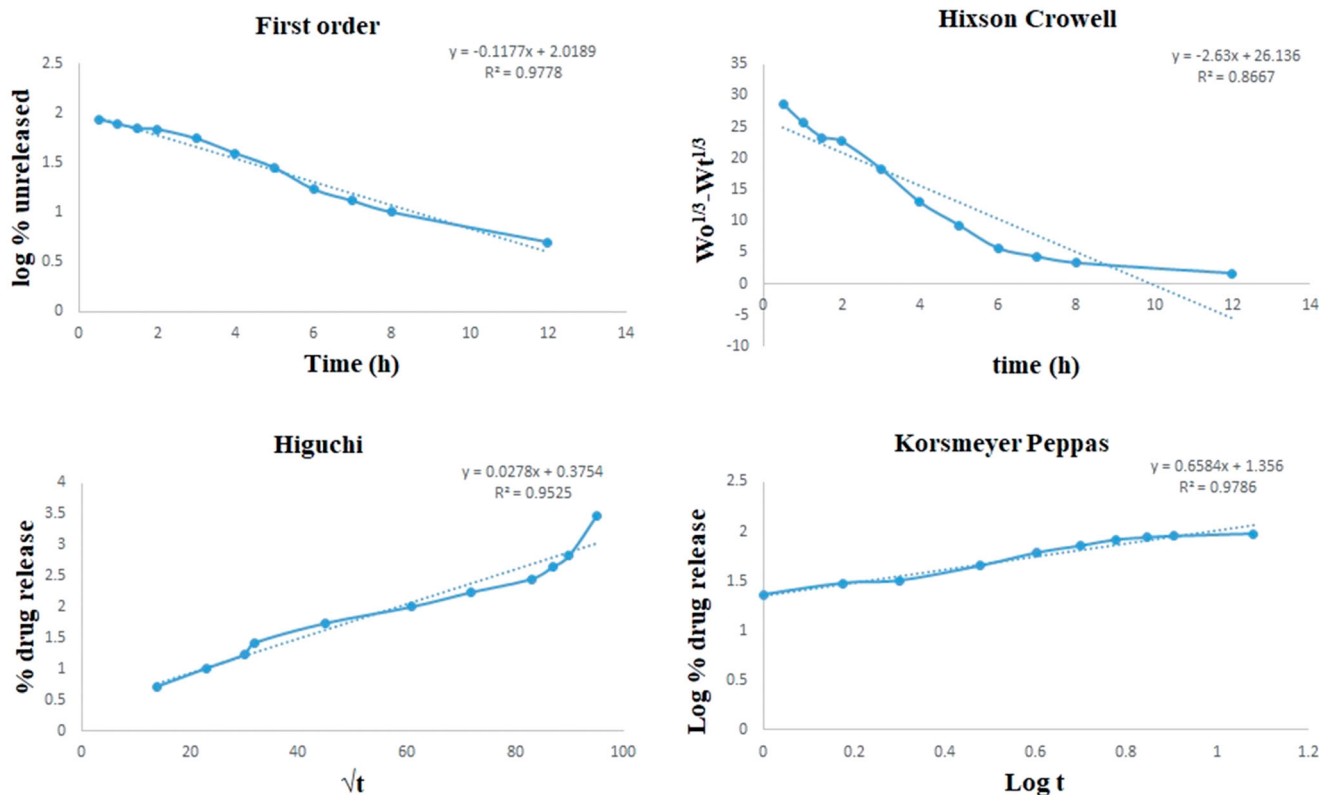 First order
y = -0.1177x + 2.0189
R² = 0.9778
2.5
2
1.5
1
0.5
0
0 2 4 6 8 10 12 14
log % unreleased
Time (h)
Hixson Crowell
y = -2.63x + 26.136
R² = 0.8667
35
30
25
20
15
10
5
0
-5
-10
0 2 4 6 8 10 12 14
Wo1/3-Wt1/3
time (h)
Higuchi
y = 0.0278x + 0.3754
R² = 0.9525
4
3.5
3
2.5
2
1.5
1
0.5
0
0 20 40 60 80 100
% drug release
√t
Korsmeyer Peppas
y = 0.6584x + 1.356
R² = 0.9786
2.5
2
1.5
1
0.5
0
0 0.2 0.4 0.6 0.8 1 1.2
Log % drug release
Log t